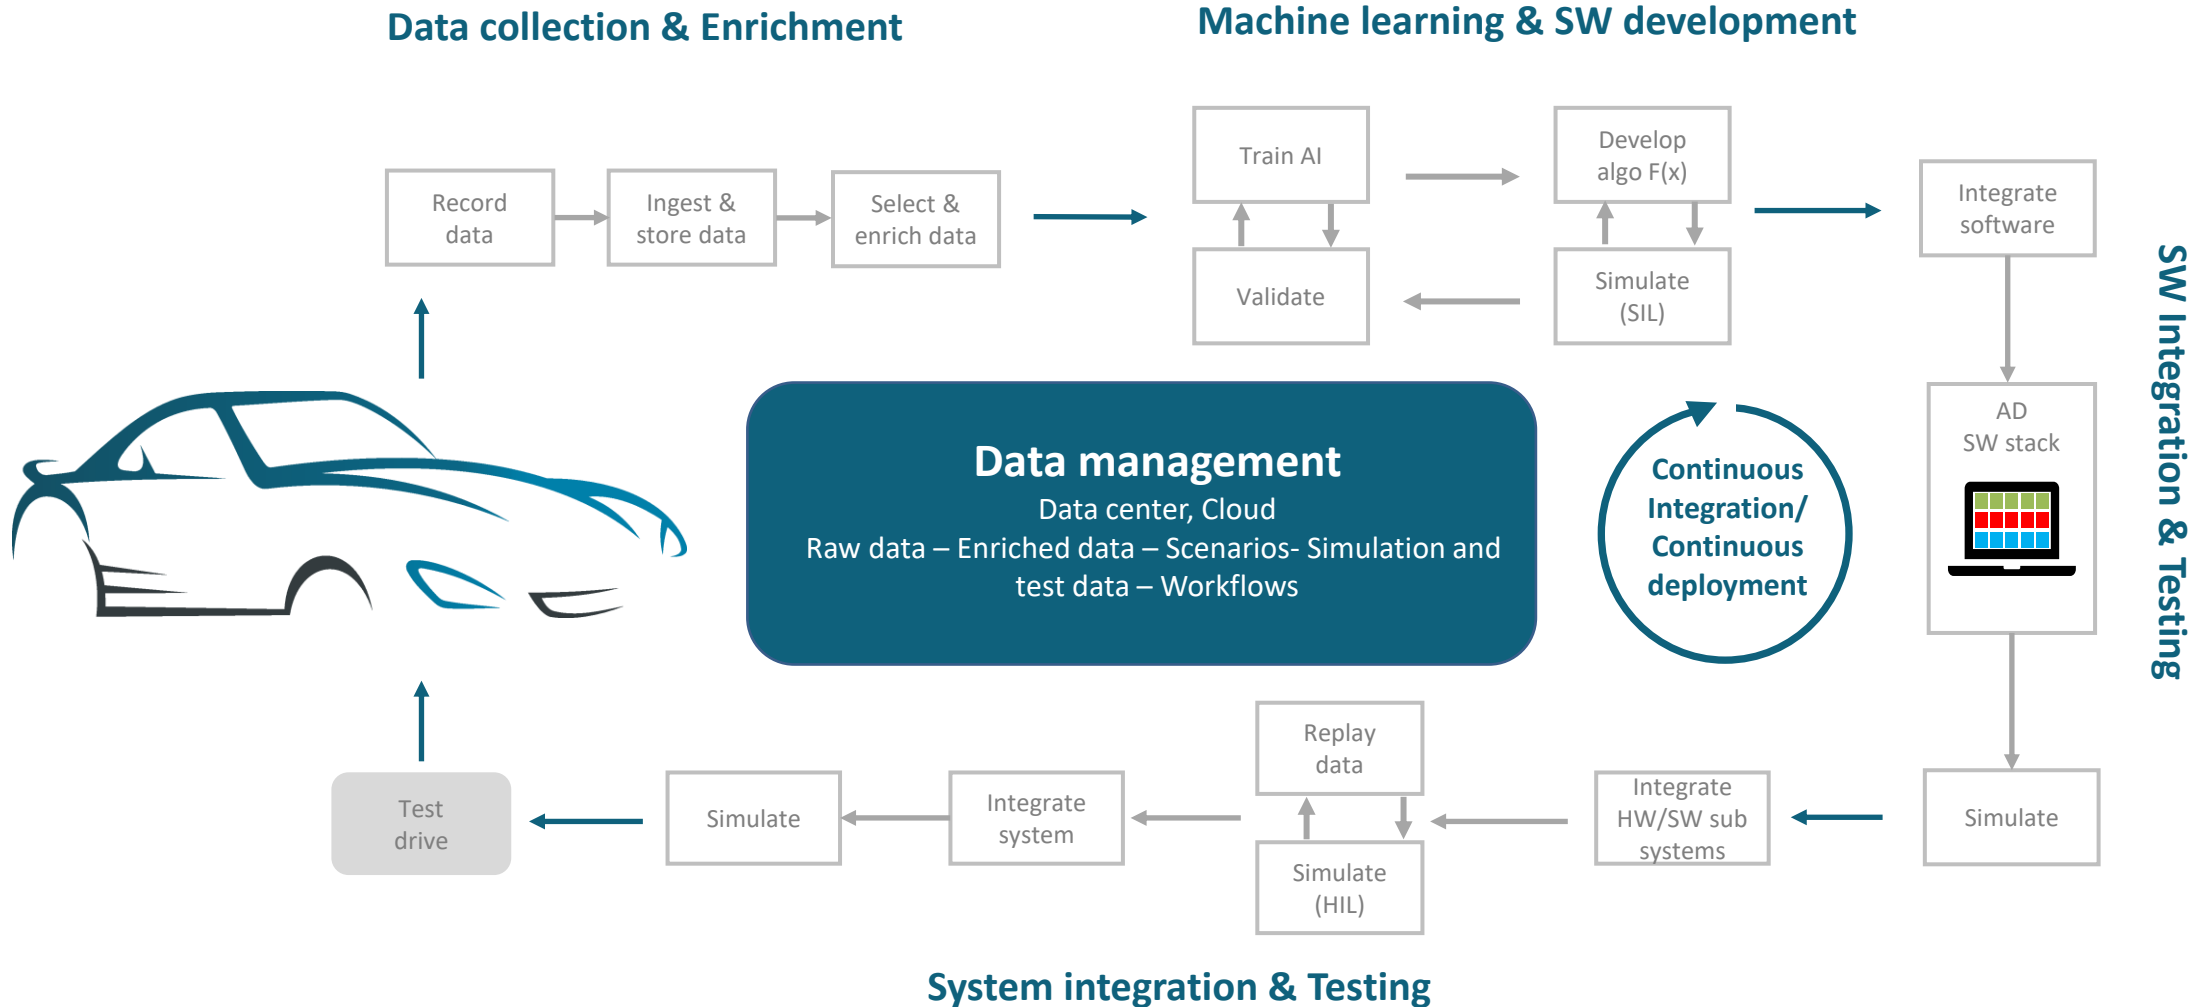 Data collection & Enrichment
Machine learning & SW development
Record
data
Ingest &
store data
Select &
enrich data
Train AI
Validate
Develop
algo F(x)
Simulate
(SIL)
Integrate
software
SW Integration & Testing
AD
SW stack
Data management
Data center, Cloud
Raw data – Enriched data – Scenarios- Simulation and
test data – Workflows
Continuous
Integration/
Continuous
deployment
Test
drive
Simulate
Integrate
system
Replay
data
Simulate
(HIL)
Integrate
HW/SW sub
systems
Simulate
System integration & Testing